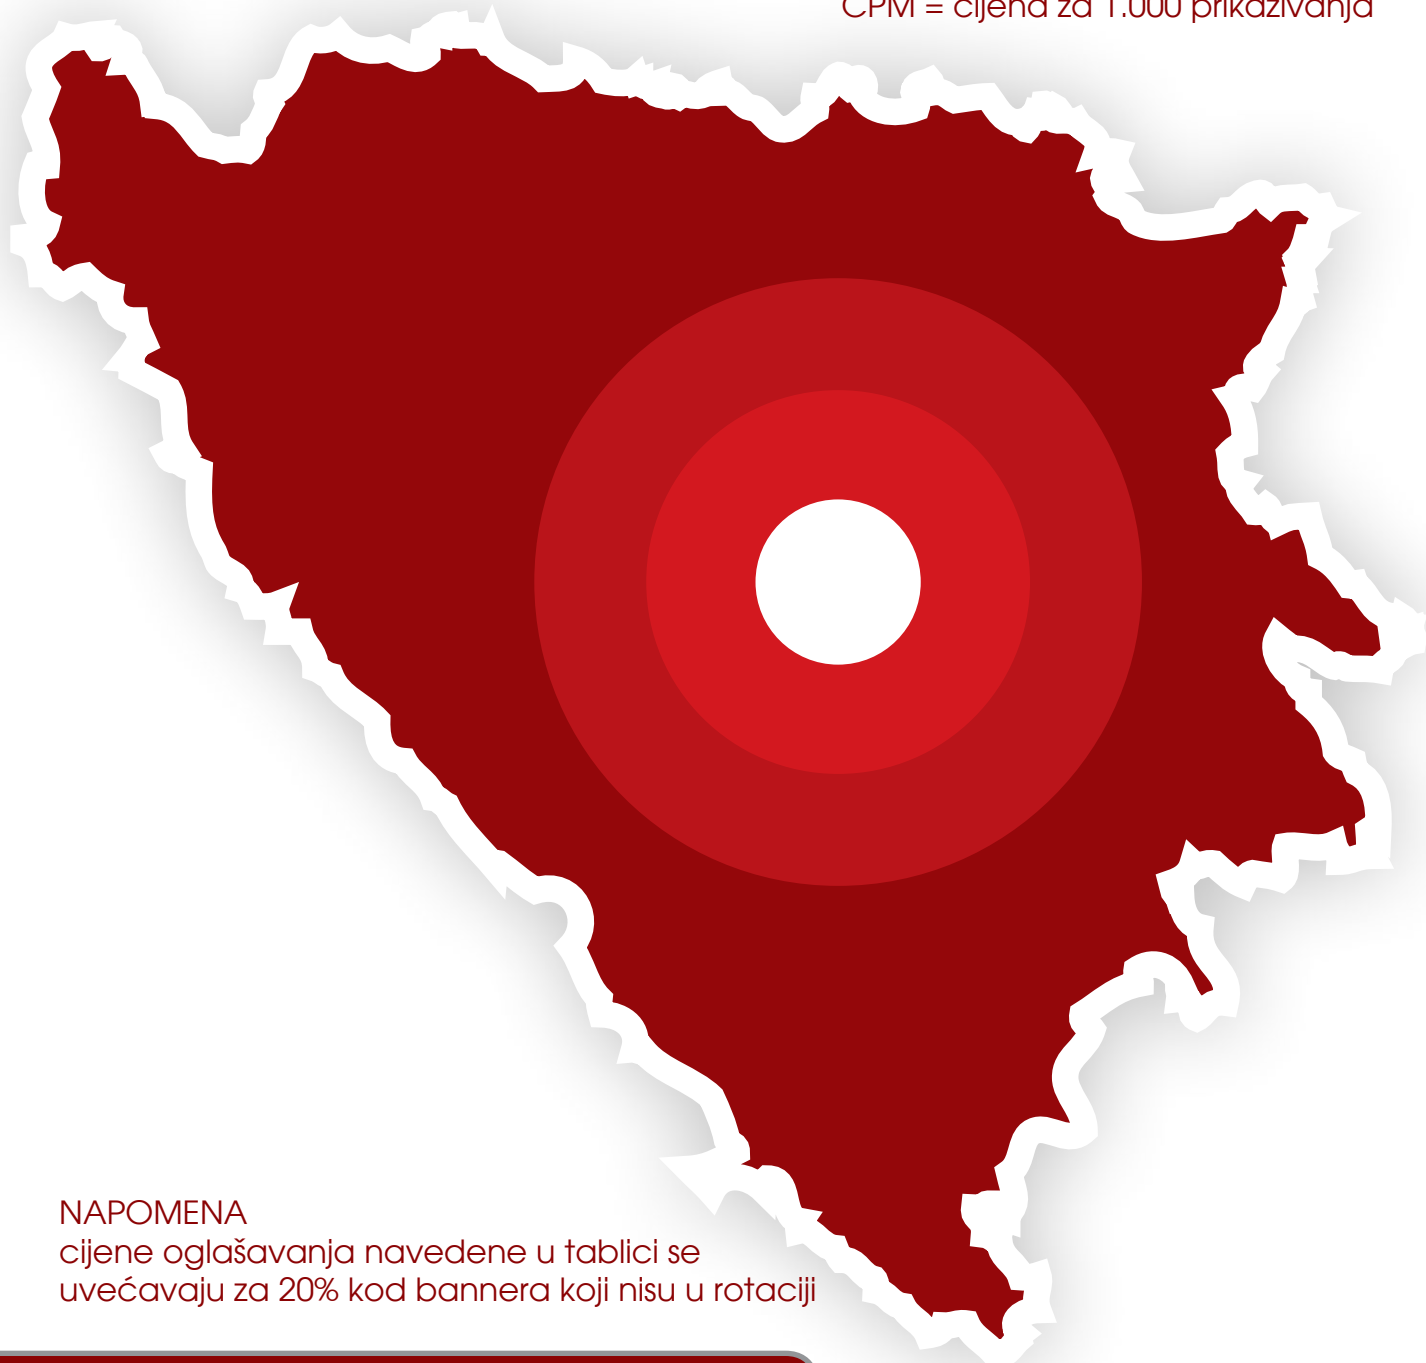 CPM = cijena za 1.000 prikazivanja
NAPOMENA
cijene oglašavanja navedene u tablici se
uvećavaju za 20% kod bannera koji nisu u rotaciji